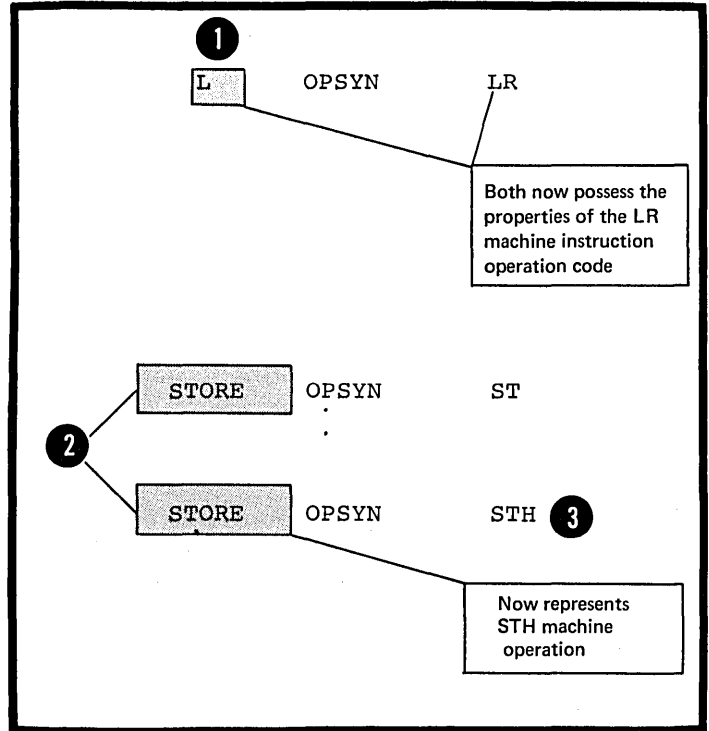 1
L OPSYN LR
Both now possess the
properties of the LR
machine instruction
operation code
STORE OPSYN ST
.
.
2
STORE OPSYN STH 3
Now represents
STH machine
operation